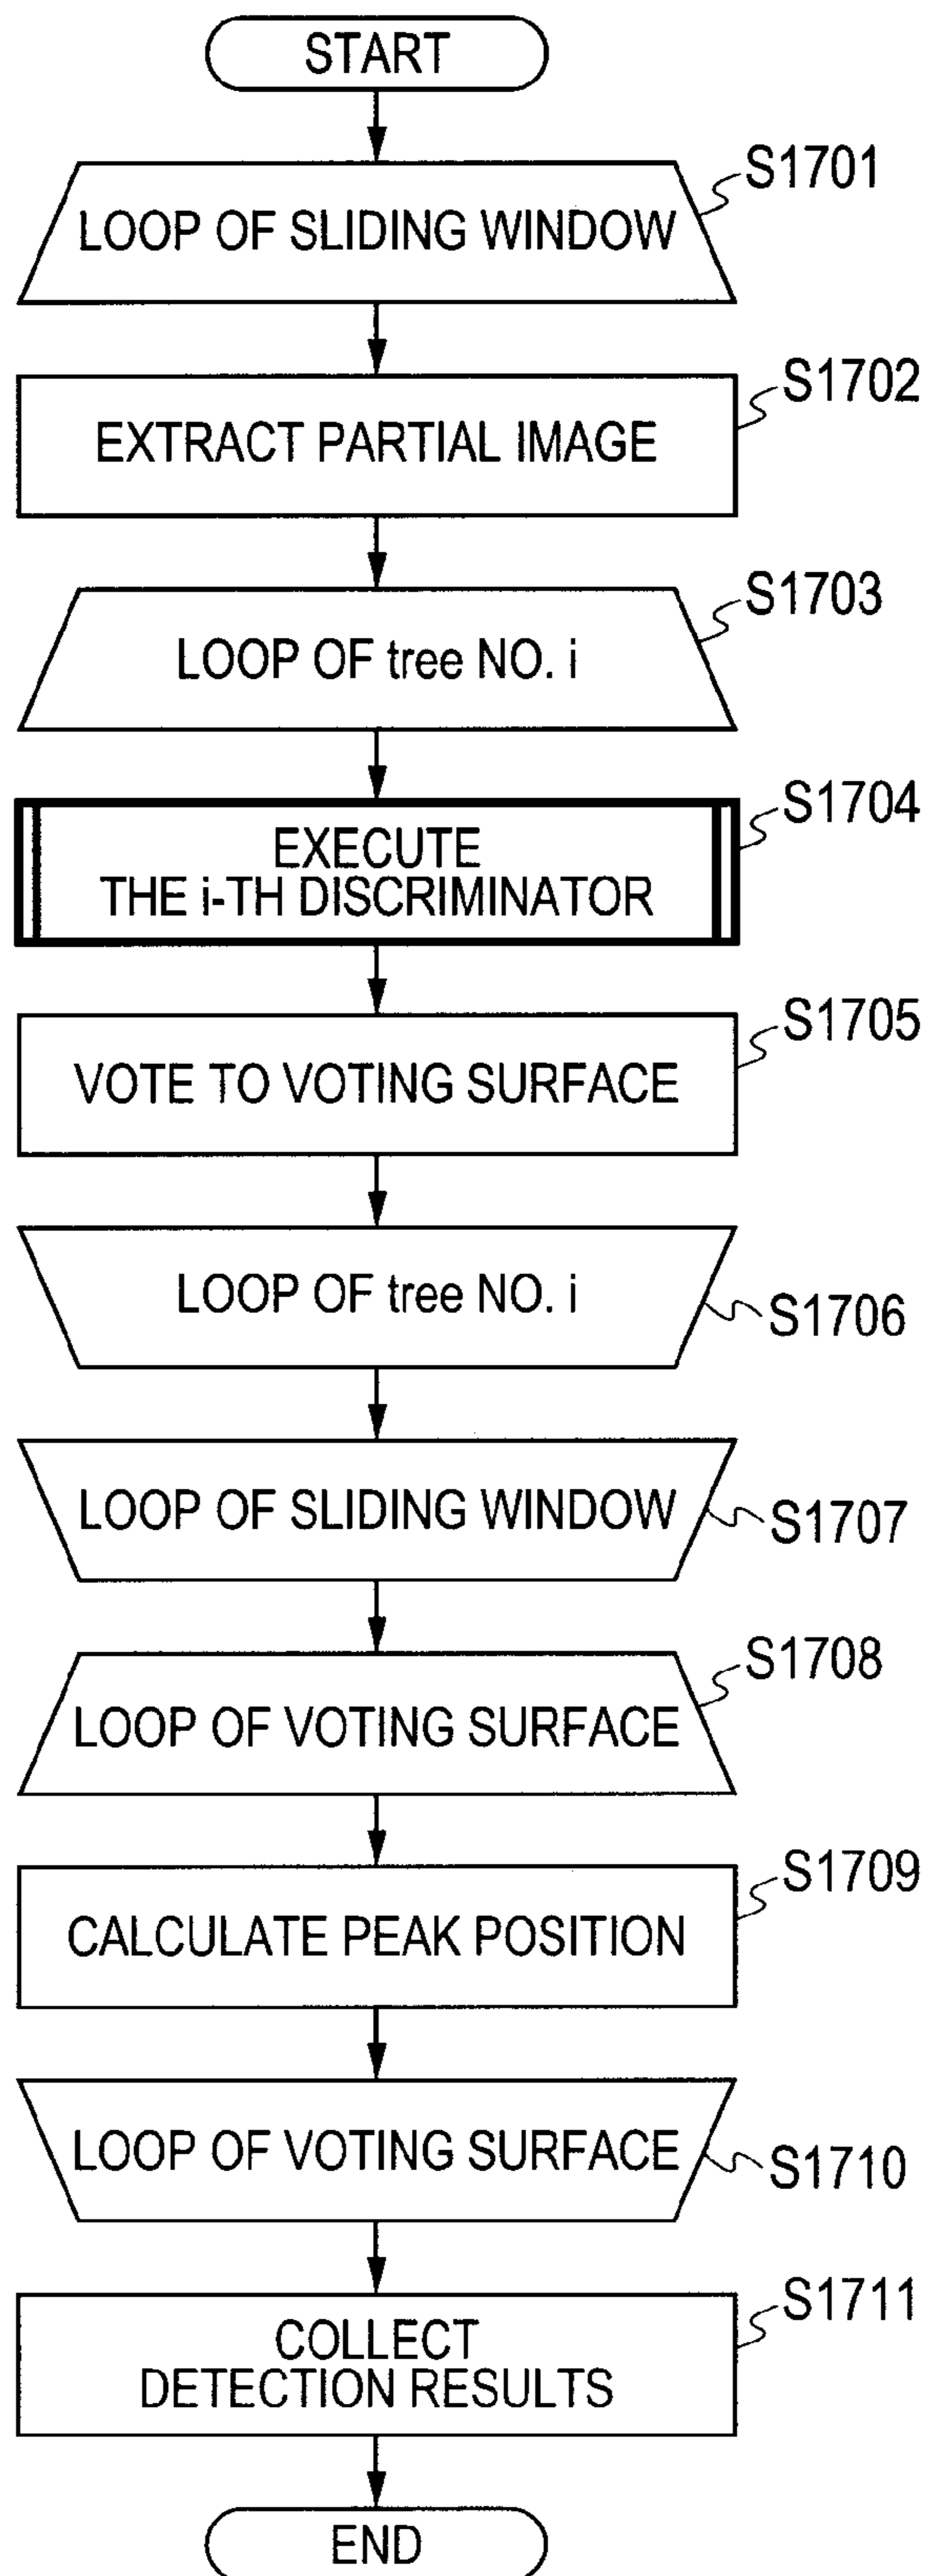 START
LOOP OF SLIDING WINDOW
S1701
EXTRACT PARTIAL IMAGE
S1702
LOOP OF tree NO. i
S1703
EXECUTE
THE i-TH DISCRIMINATOR
S1704
VOTE TO VOTING SURFACE
S1705
LOOP OF tree NO. i
S1706
LOOP OF SLIDING WINDOW
S1707
LOOP OF VOTING SURFACE
S1708
CALCULATE PEAK POSITION
S1709
LOOP OF VOTING SURFACE
S1710
COLLECT
DETECTION RESULTS
S1711
END